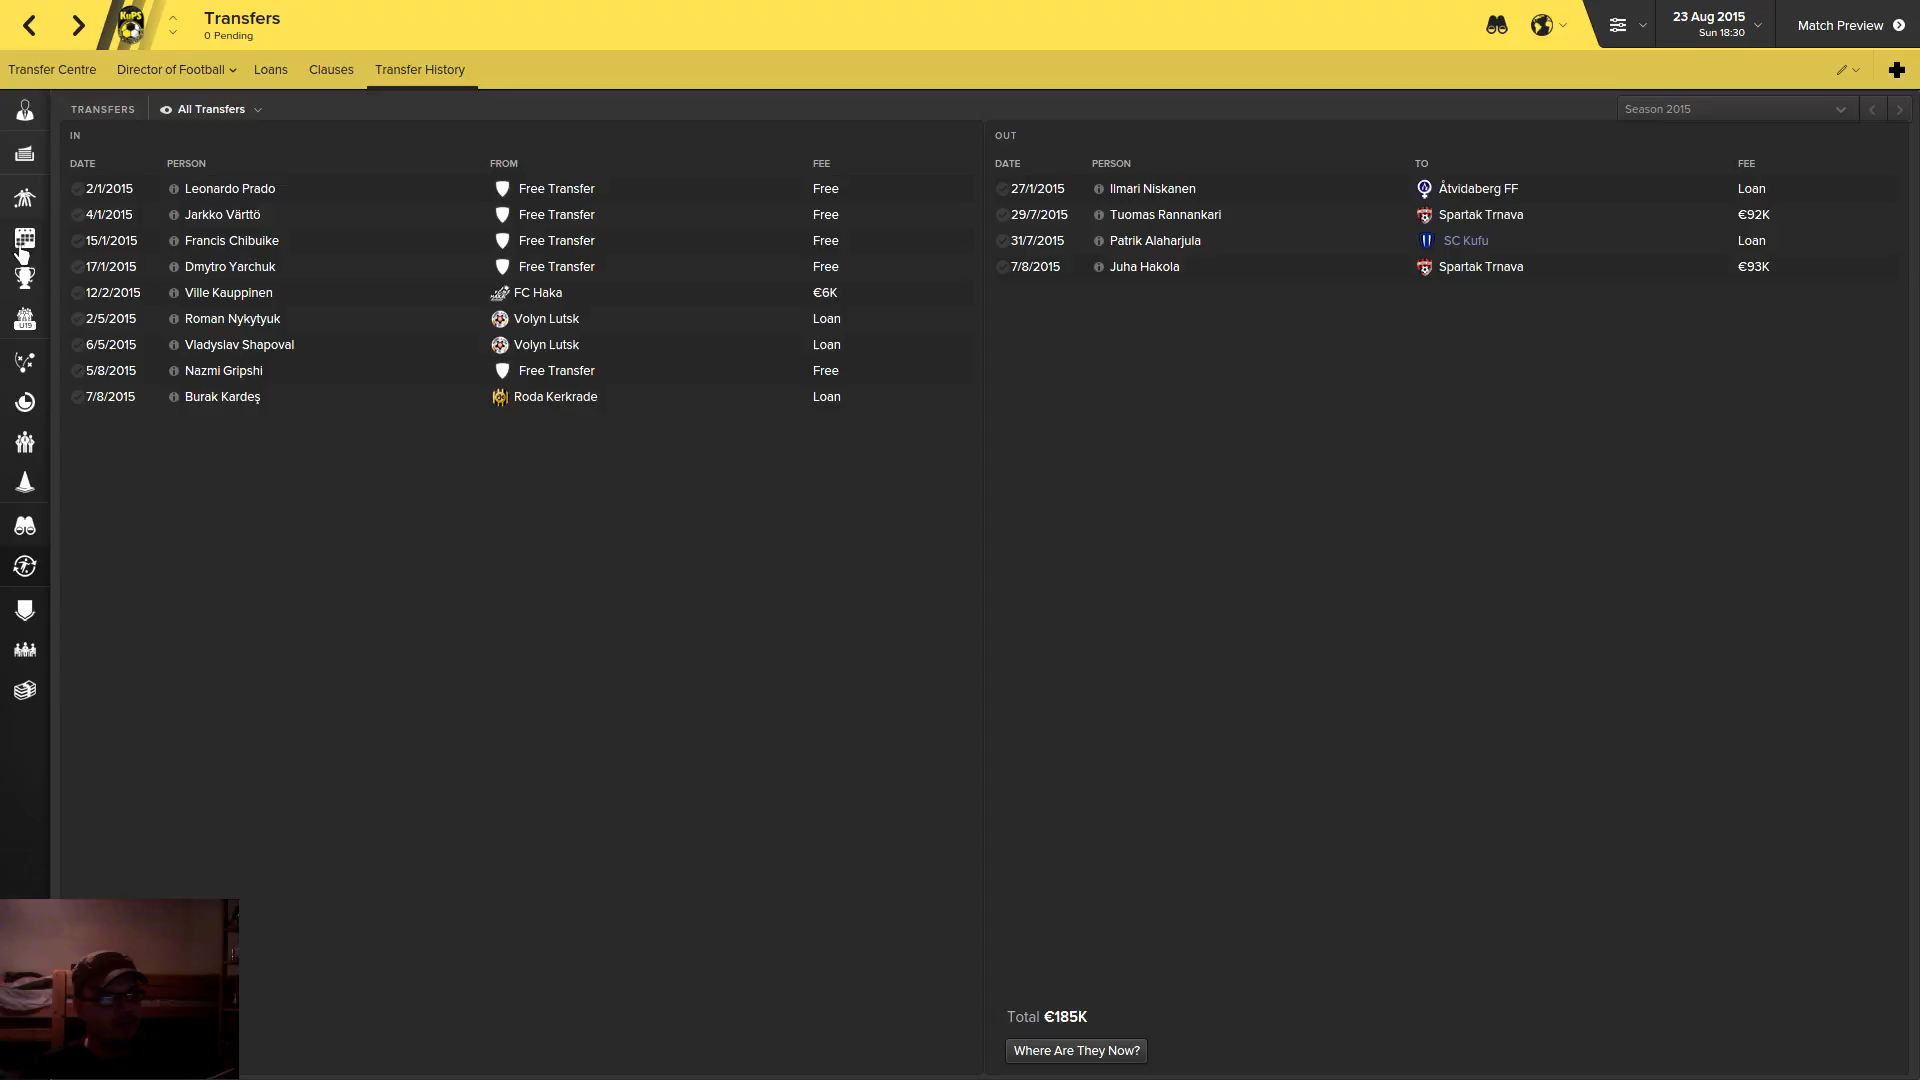 KuPS
Transfers
0 Pending
23 Aug 2015
Sun 18:30
Match Preview
Transfer Centre
Director of Football
Loans
Clauses
Transfer History
TRANSFERS
All Transfers
Season 2015
IN
DATE PERSON FROM FEE
2/1/2015 Leonardo Prado Free Transfer Free
4/1/2015 Jarkko Värttö Free Transfer Free
15/1/2015 Francis Chibuike Free Transfer Free
17/1/2015 Dmytro Yarchuk Free Transfer Free
12/2/2015 Ville Kauppinen FC Haka €6K
2/5/2015 Roman Nykytyuk Volyn Lutsk Loan
6/5/2015 Vladyslav Shapoval Volyn Lutsk Loan
5/8/2015 Nazmi Gripshi Free Transfer Free
7/8/2015 Burak Kardeş Roda Kerkrade Loan
OUT
DATE PERSON TO FEE
27/1/2015 Ilmari Niskanen Åtvidaberg FF Loan
29/7/2015 Tuomas Rannankari Spartak Trnava €92K
31/7/2015 Patrik Alaharjula SC Kufu Loan
7/8/2015 Juha Hakola Spartak Trnava €93K
Total €185K
Where Are They Now?
U19